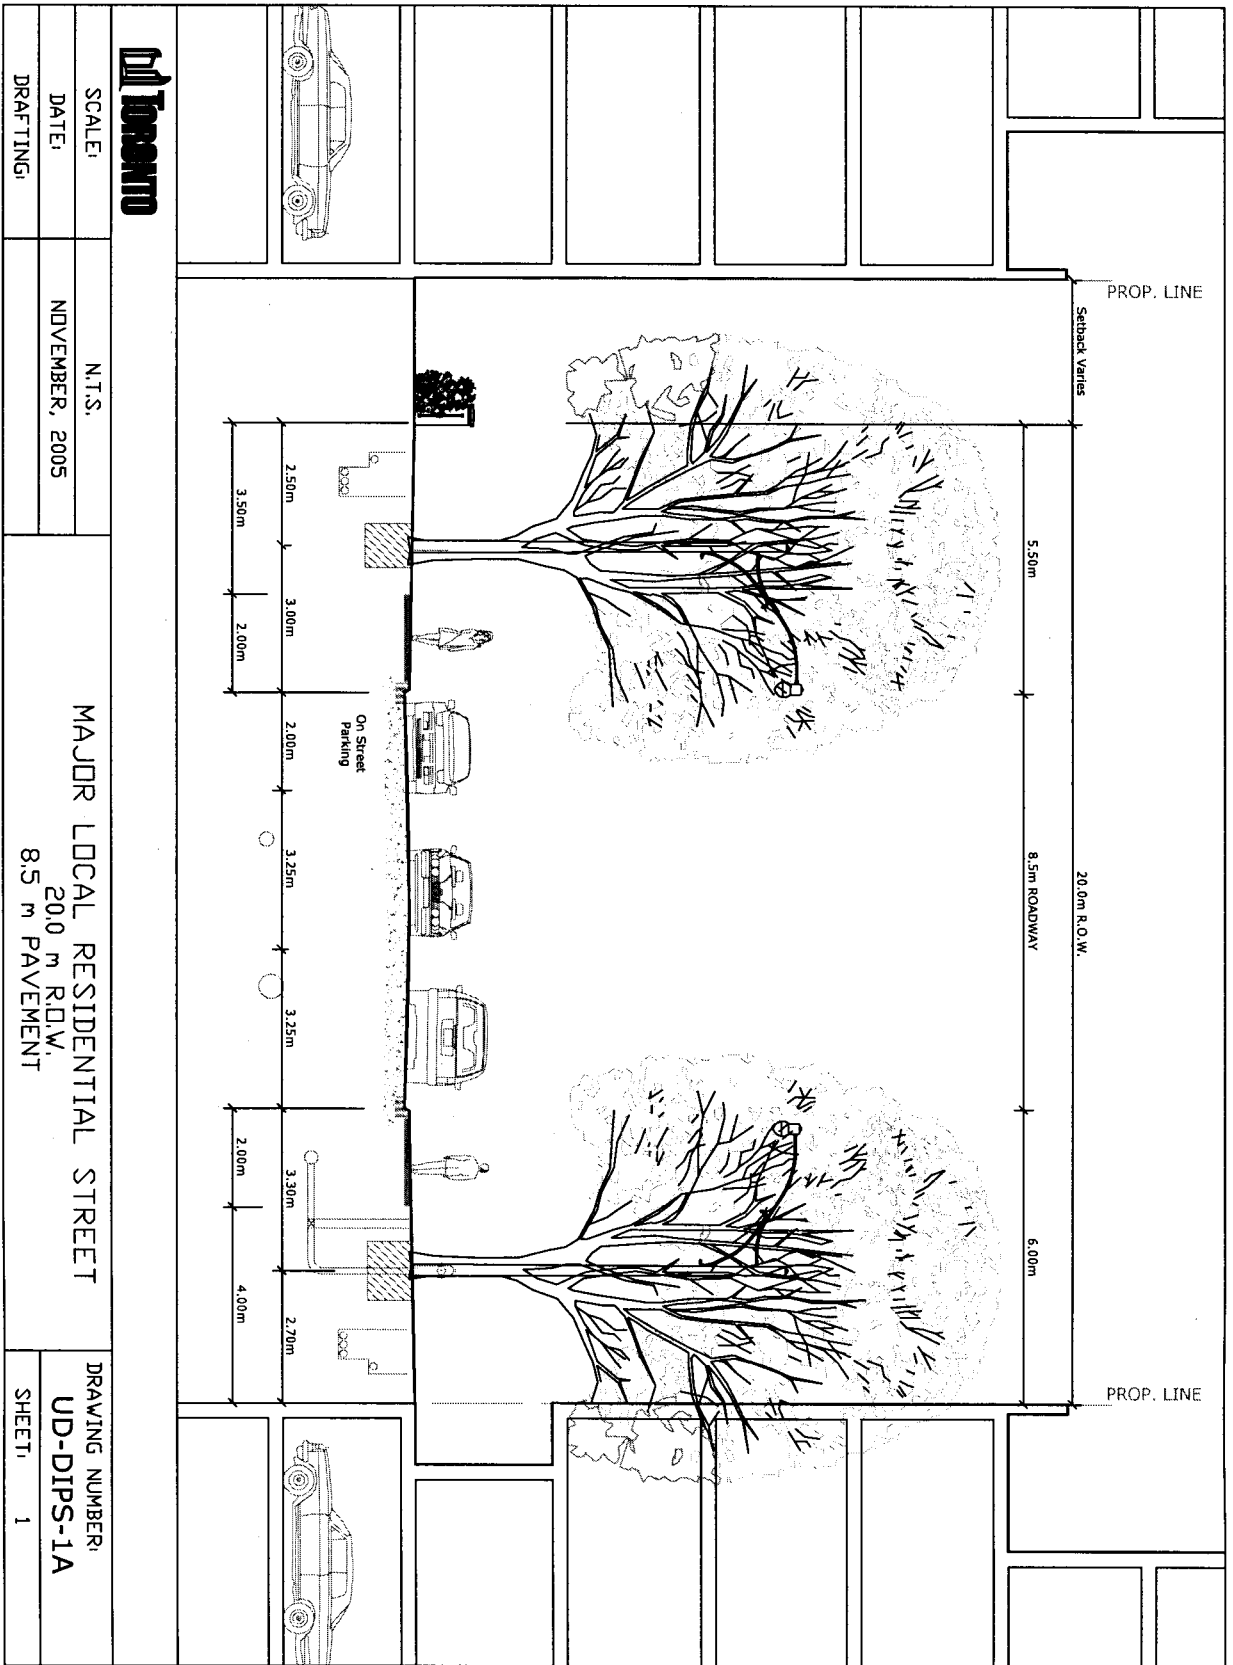 PROP. LINE
PROP. LINE
Setback Varies
20.0m R.O.W.
5.50m
8.5m ROADWAY
6.00m
On Street
Parking
2.50m
3.00m
2.00m
3.25m
3.25m
3.30m
2.70m
3.50m
2.00m
2.00m
4.00m
TORONTO
SCALE: N.T.S.
DATE: NOVEMBER, 2005
DRAFTING:
MAJOR LOCAL RESIDENTIAL STREET
20.0 m R.O.W.
8.5 m PAVEMENT
DRAWING NUMBER:
UD-DIPS-1A
SHEET: 1